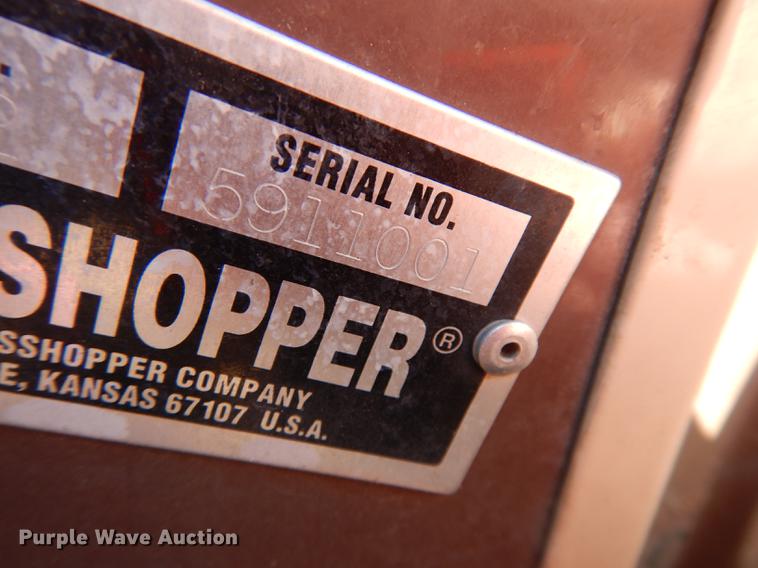 SERIAL NO.
5911001
SHOPPER®
SSHOPPER COMPANY
E, KANSAS 67107 U.S.A.
Purple Wave Auction